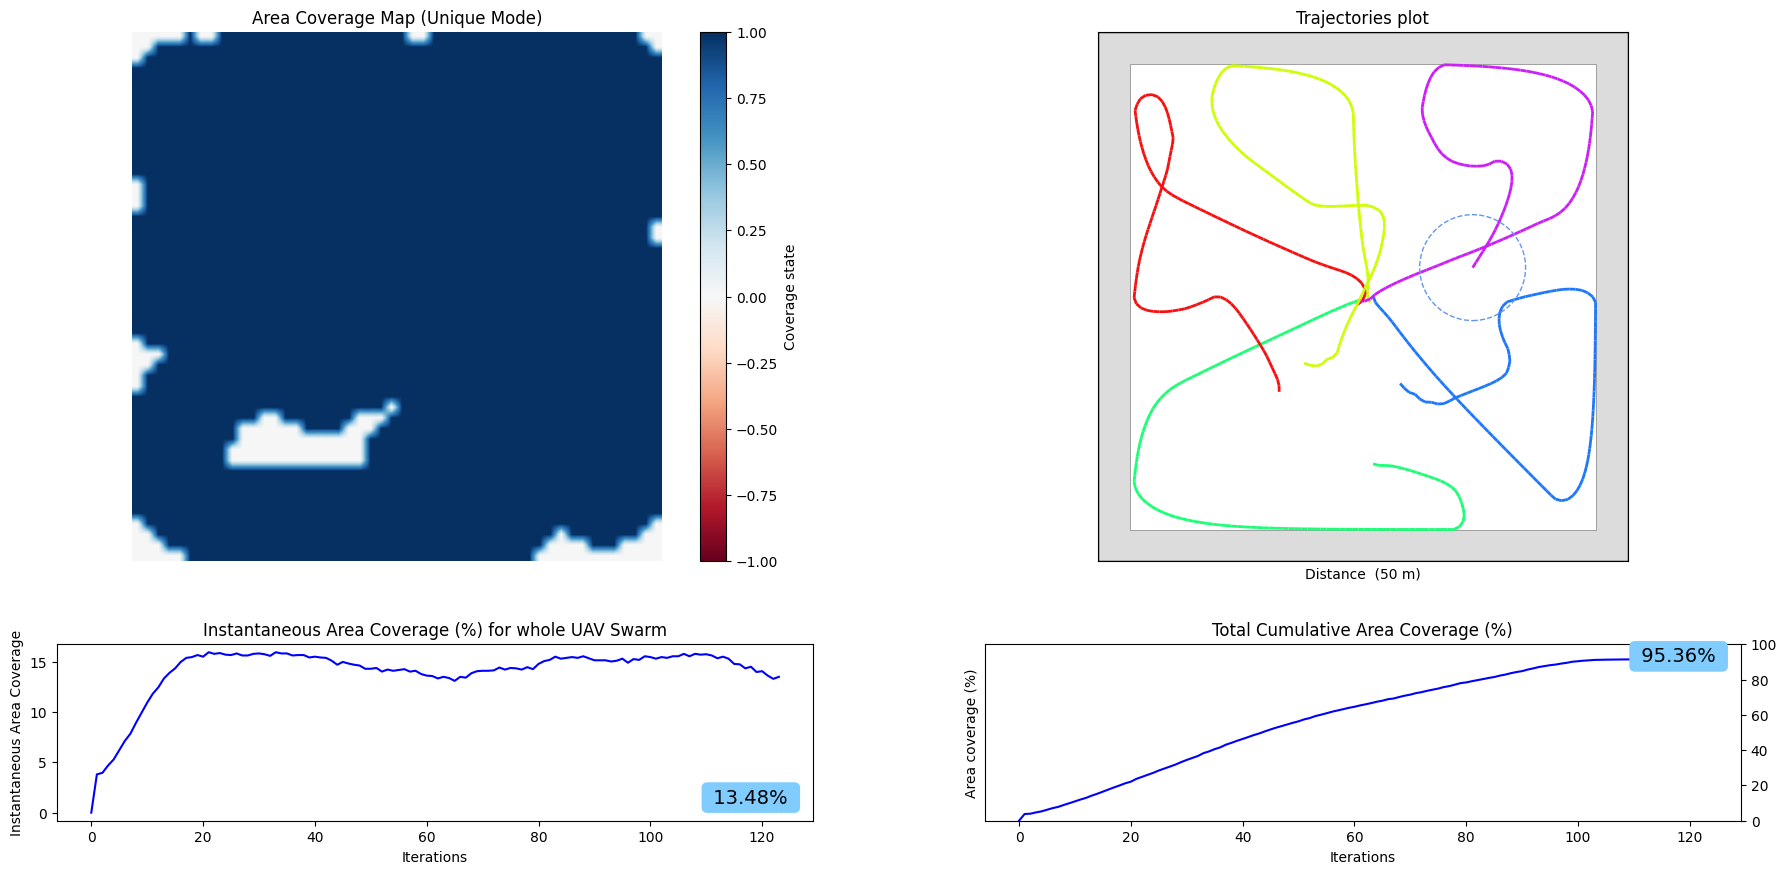 Area Coverage Map (Unique Mode)
1.00
0.75
0.50
0.25
0.00
−0.25
−0.50
−0.75
−1.00
Coverage state
Trajectories plot
Distance  (50 m)
Instantaneous Area Coverage (%) for whole UAV Swarm
Instantaneous Area Coverage
15
10
5
0
13.48%
0 20 40 60 80 100 120
Iterations
Total Cumulative Area Coverage (%)
Area coverage (%)
95.36%
100
80
60
40
20
0
0 20 40 60 80 100 120
Iterations